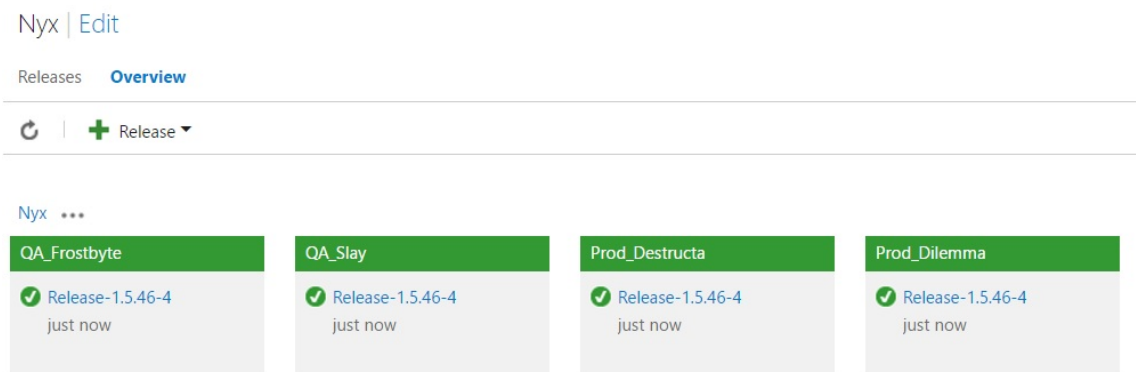 Nyx | Edit
Releases Overview
Release
Nyx ...
QA_Frostbyte QA_Slay Prod_Destructa Prod_Dilemma
Release-1.5.46-4 Release-1.5.46-4 Release-1.5.46-4 Release-1.5.46-4
just now just now just now just now